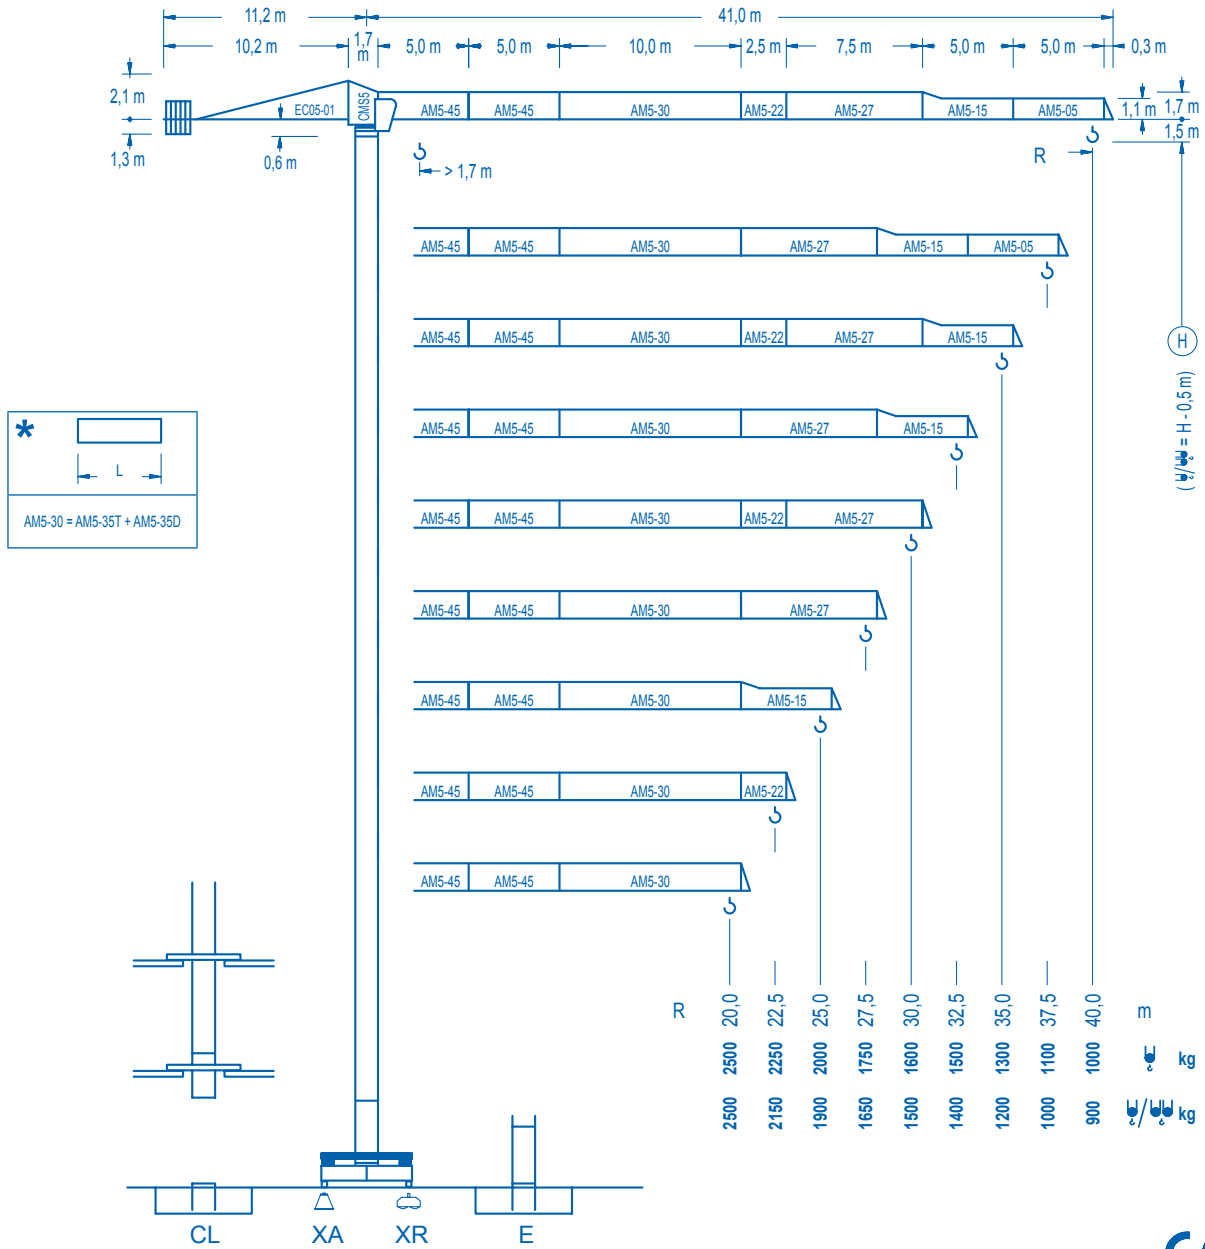 11,2 m 41,0 m
10,2 m 1,7 m 5,0 m 5,0 m 10,0 m 2,5 m 7,5 m 5,0 m 5,0 m 0,3 m
2,1 m EC05-01 CMS5 AM5-45 AM5-45 AM5-30 AM5-22 AM5-27 AM5-15 AM5-05 1,1 m 1,7 m
1,3 m 0,6 m 1,5 m
> 1,7 m R
AM5-45 AM5-45 AM5-30 AM5-27 AM5-15 AM5-05
AM5-45 AM5-45 AM5-30 AM5-22 AM5-27 AM5-15
H
( / = H - 0,5 m)
AM5-45 AM5-45 AM5-30 AM5-27 AM5-15
*
L
AM5-30 = AM5-35T + AM5-35D
AM5-45 AM5-45 AM5-30 AM5-22 AM5-27
AM5-45 AM5-45 AM5-30 AM5-27
AM5-45 AM5-45 AM5-30 AM5-15
AM5-45 AM5-45 AM5-30 AM5-22
AM5-45 AM5-45 AM5-30
R 20,0 22,5 25,0 27,5 30,0 32,5 35,0 37,5 40,0 m
2500 2250 2000 1750 1600 1500 1300 1100 1000 kg
2500 2150 1900 1650 1500 1400 1200 1000 900 / kg
CL XA XR E